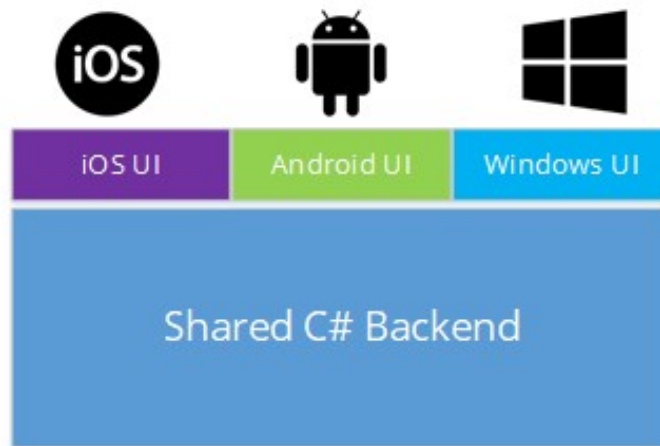 iOS
iOS UI
Android UI
Windows UI
Shared C# Backend